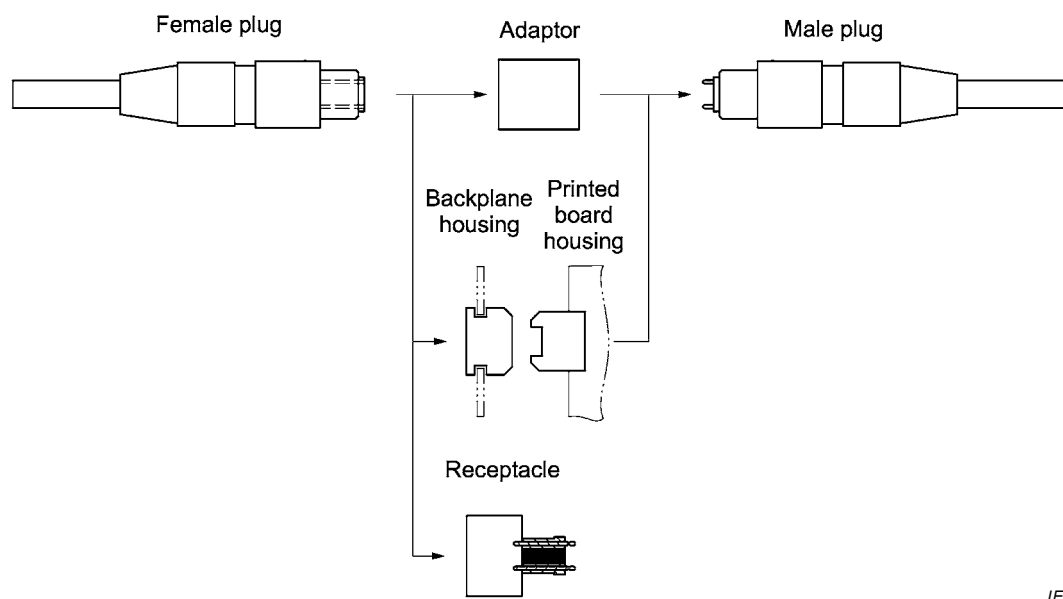 Female plug
Adaptor
Male plug
Backplane
housing
Printed
board
housing
Receptacle